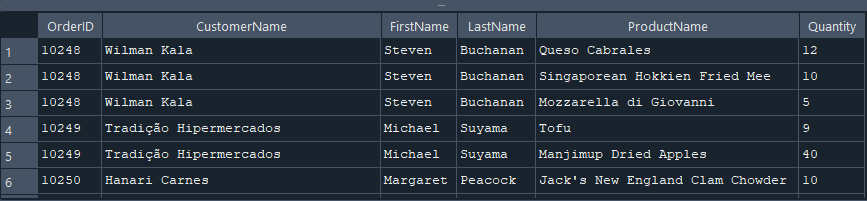 OrderID CustomerName FirstName LastName ProductName Quantity
1 10248 Wilman Kala Steven Buchanan Queso Cabrales 12
2 10248 Wilman Kala Steven Buchanan Singaporean Hokkien Fried Mee 10
3 10248 Wilman Kala Steven Buchanan Mozzarella di Giovanni 5
4 10249 Tradição Hipermercados Michael Suyama Tofu 9
5 10249 Tradição Hipermercados Michael Suyama Manjimup Dried Apples 40
6 10250 Hanari Carnes Margaret Peacock Jack's New England Clam Chowder 10